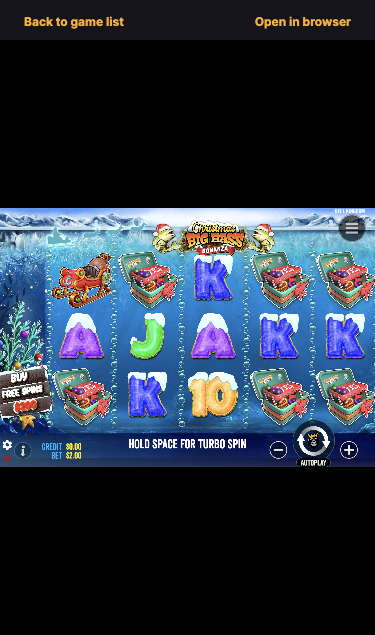 Back to game list
Open in browser
Christmas
BIG BASS
BONANZA
K
A
J
A
K
K
BUY
FREE SPINS
K
10
CREDIT $0.00
BET $2.00
HOLD SPACE FOR TURBO SPIN
AUTOPLAY